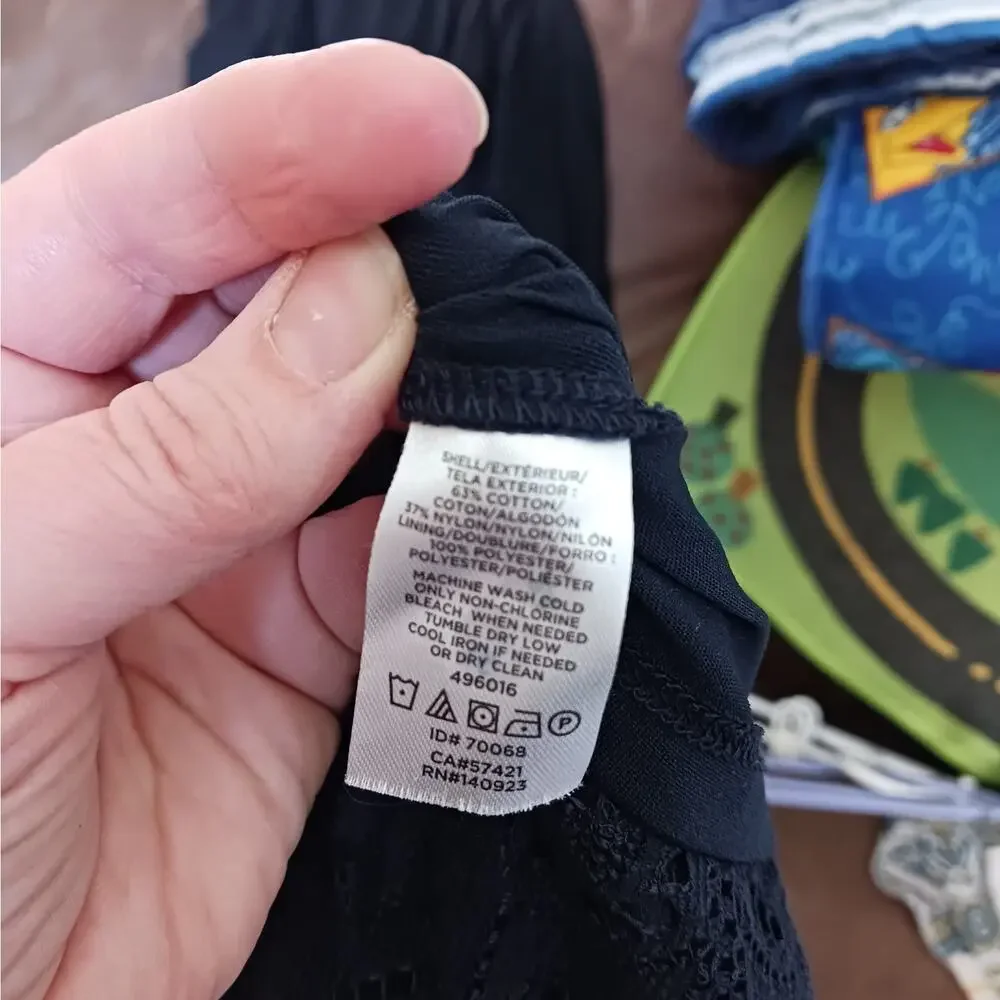 SHELL/EXTÉRIEUR/
TELA EXTERIOR :
63% COTTON/
COTON/ALGODÓN
37% NYLON/NYLON/NILÓN
LINING/DOUBLURE/FORRO :
100% POLYESTER/
POLYESTER/POLIÉSTER
MACHINE WASH COLD
ONLY NON-CHLORINE
BLEACH WHEN NEEDED
TUMBLE DRY LOW
COOL IRON IF NEEDED
OR DRY CLEAN
496016
P
ID# 70068
CA#57421
RN#140923